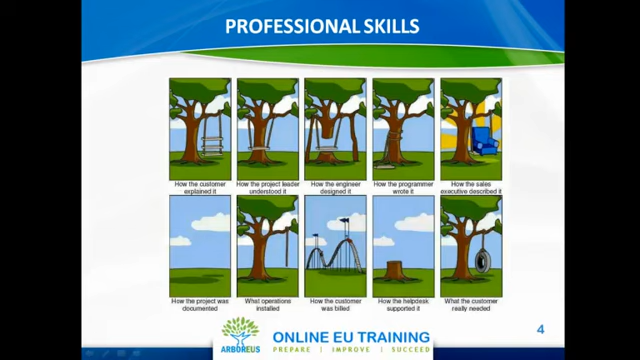 PROFESSIONAL SKILLS
How the customer
explained it
How the project leader
understood it
How the engineer
designed it
How the programmer
wrote it
How the sales
executive described it
How the project was
documented
What operations
installed
How the customer
was billed
How the helpdesk
supported it
What the customer
really needed
4
ARBOREUS
ONLINE EU TRAINING
PREPARE | IMPROVE | SUCCEED